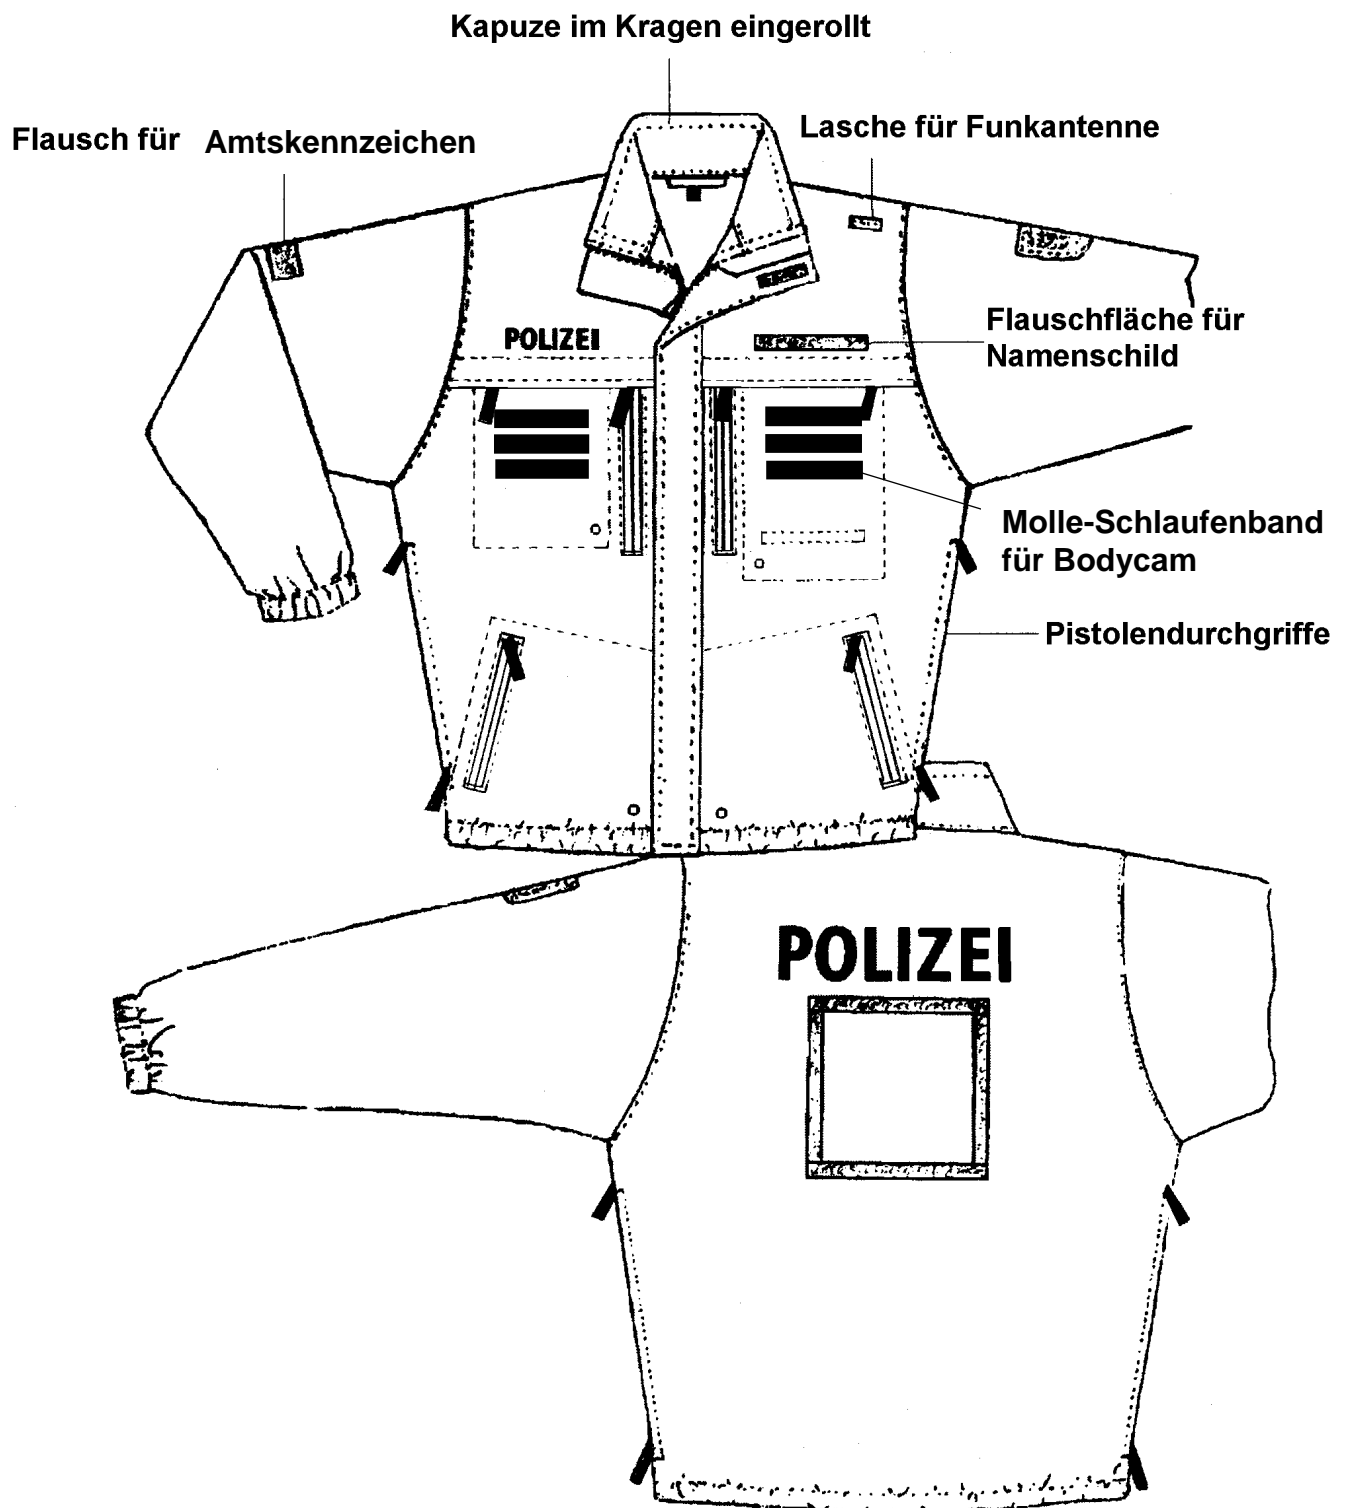 Kapuze im Kragen eingerollt
Flausch für Amtskennzeichen
Lasche für Funkantenne
POLIZEI
Flauschfläche für
Namenschild
Molle-Schlaufenband
für Bodycam
Pistolendurchgriffe
POLIZEI